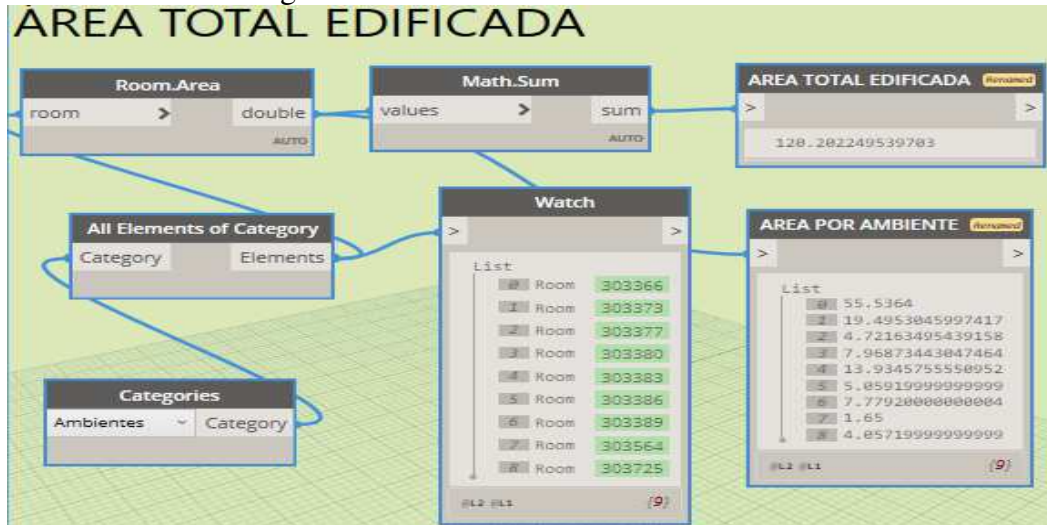 ÁREA TOTAL EDIFICADA
Room.Area
room > double
AUTO
Math.Sum
values > sum
AUTO
AREA TOTAL EDIFICADA Renamed
> >
120.202249539703
All Elements of Category
Category Elements
Categories
Ambientes Category
Watch
> >
List
0 Room 303366
1 Room 303373
2 Room 303377
3 Room 303380
4 Room 303383
5 Room 303386
6 Room 303389
7 Room 303564
8 Room 303725
@L2 @L1 {9}
AREA POR AMBIENTE Renamed
> >
List
0 55.5364
1 19.4953045997417
2 4.72163495439158
3 7.96873443047464
4 13.9345755550952
5 5.05919999999999
6 7.77920000000004
7 1.65
8 4.05719999999999
@L2 @L1 {9}